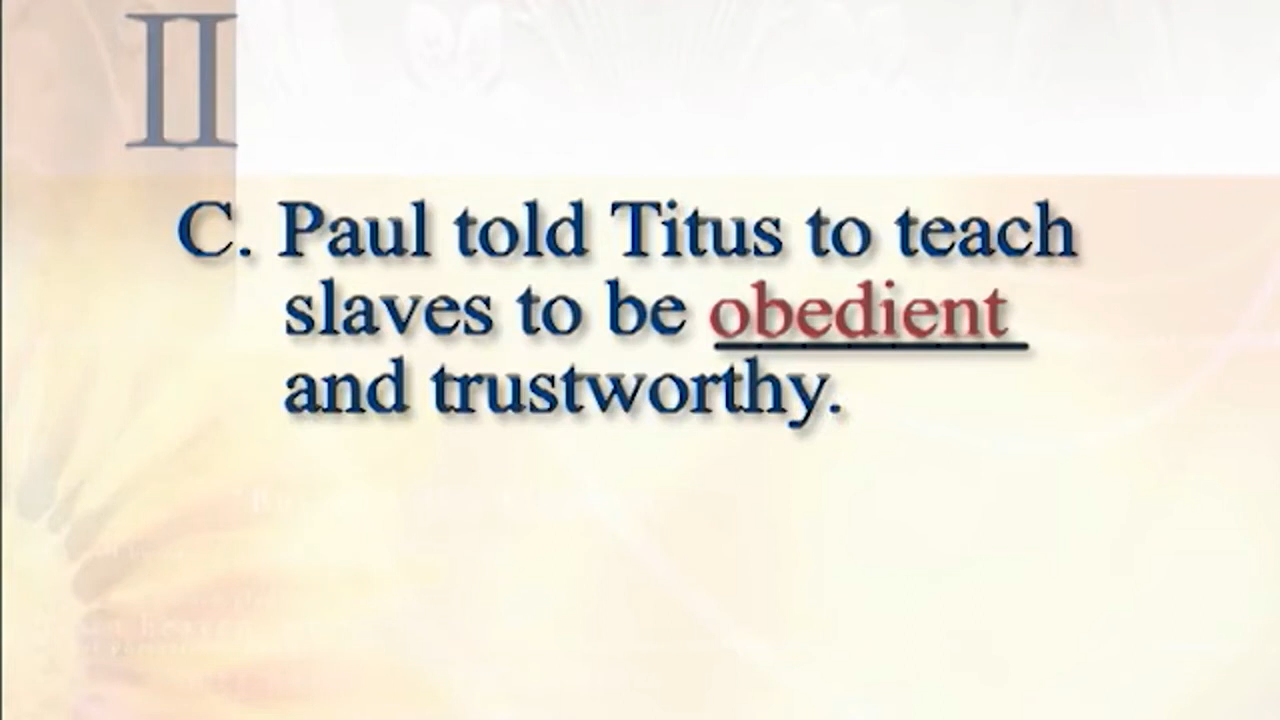 II
C. Paul told Titus to teach
slaves to be obedient
and trustworthy.